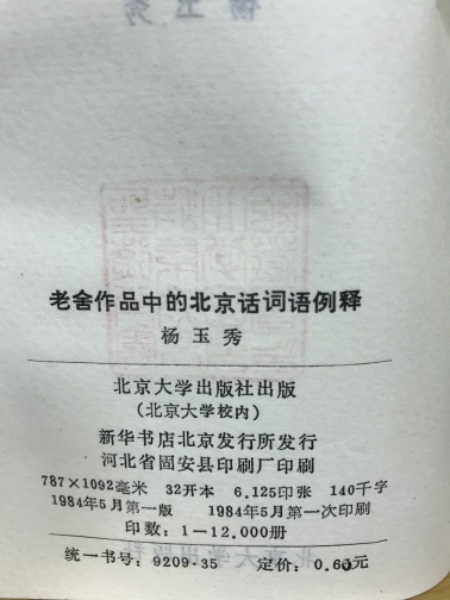 老舍作品中的北京话词语例释
杨玉秀
北京大学出版社出版
(北京大学校内)
新华书店北京发行所发行
河北省固安县印刷厂印刷
787×1092毫米 32开本 6.125印张 140千字
1984年5月第一版 1984年5月第一次印刷
印数：1—12,000册
统一书号：9209·35 定价：0.60元